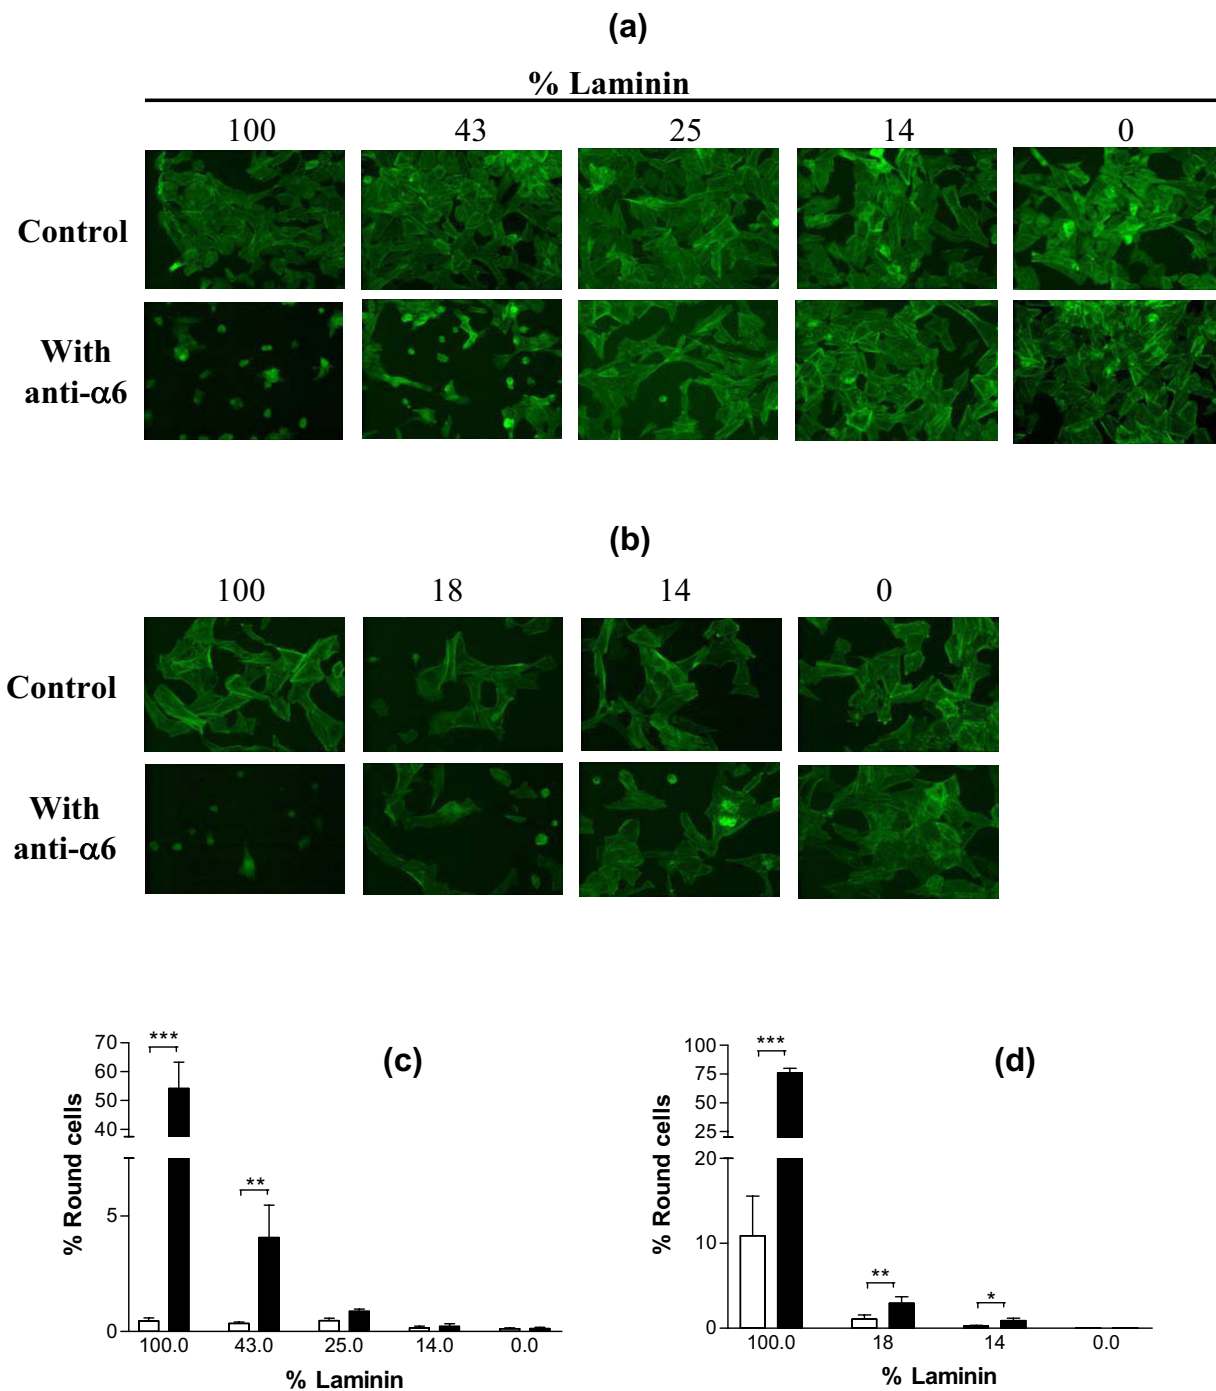 (a)
% Laminin
100 43 25 14 0
Control
With
anti-α6
(b)
100 18 14 0
Control
With
anti-α6
(c)
% Round cells
70
60
50
40
5
0
***
**
100.0 43.0 25.0 14.0 0.0
% Laminin
(d)
% Round cells
100
75
50
25
20
10
0
***
**
*
100.0 18 14 0.0
% Laminin